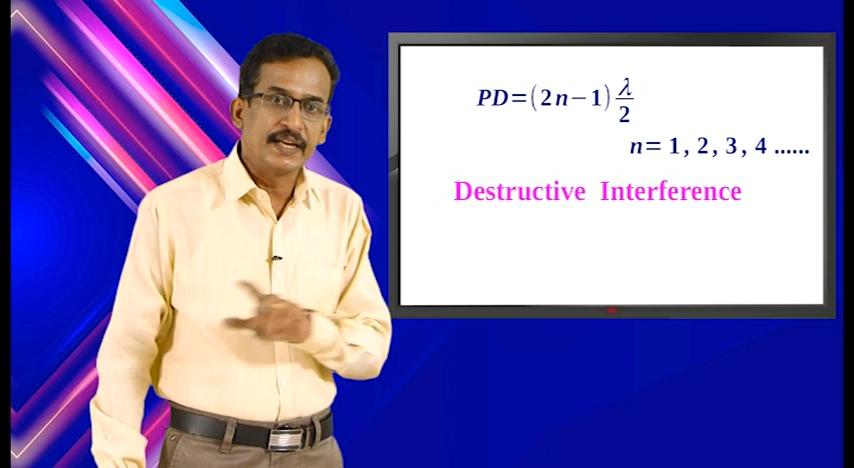 PD=(2n−1) λ/2
n= 1, 2, 3, 4 ......
Destructive Interference